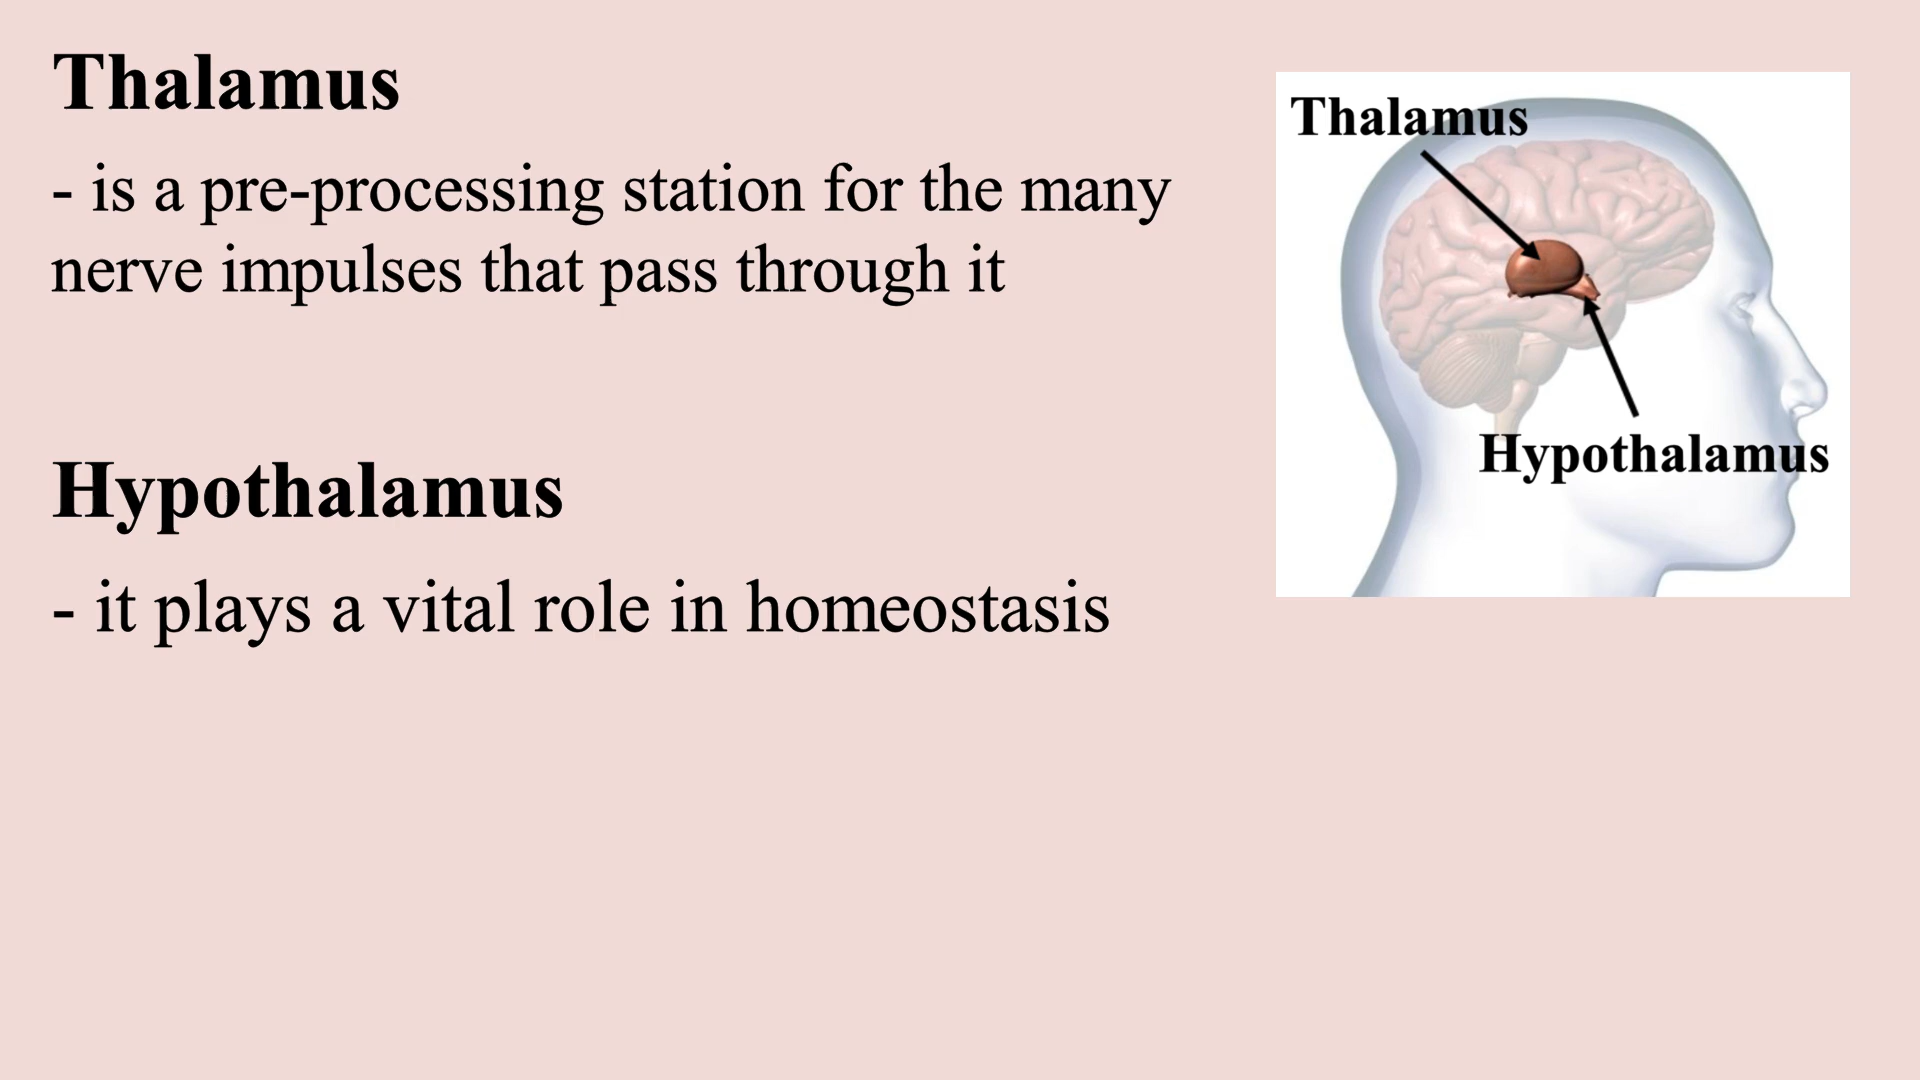 Thalamus
- is a pre-processing station for the many
nerve impulses that pass through it
Hypothalamus
- it plays a vital role in homeostasis
Thalamus
Hypothalamus